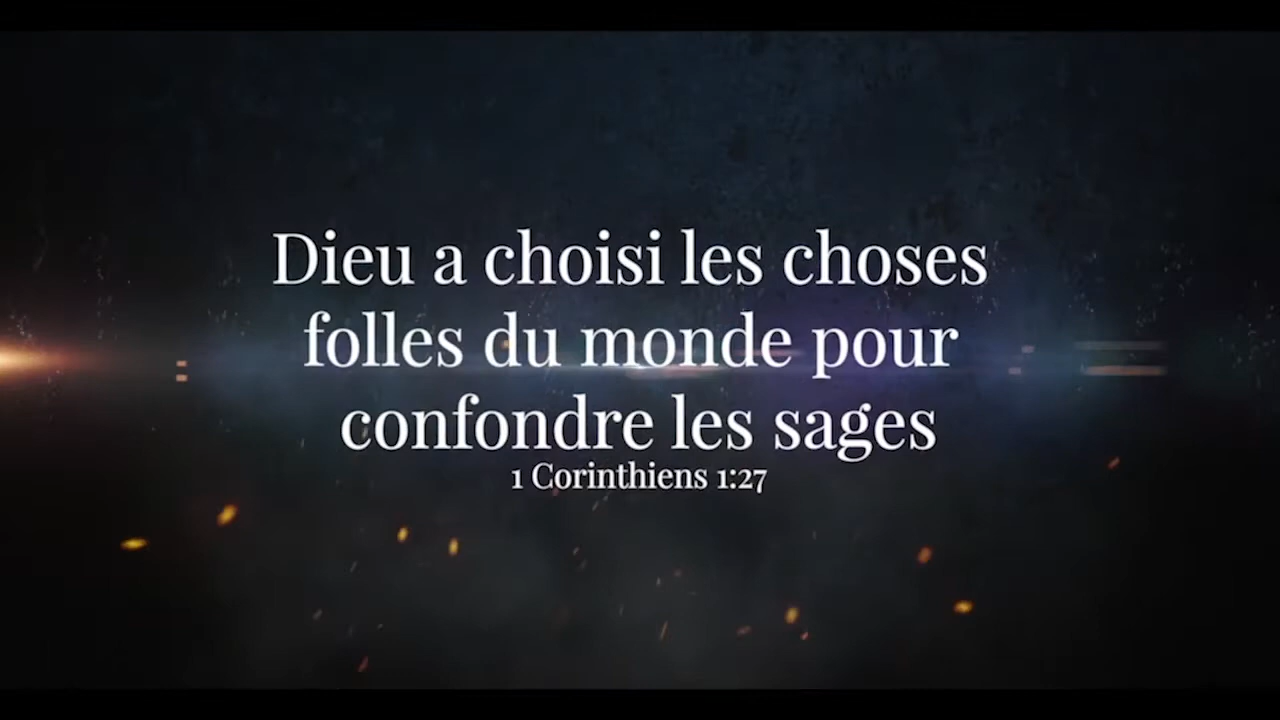 Dieu a choisi les choses
folles du monde pour
confondre les sages
1 Corinthiens 1:27